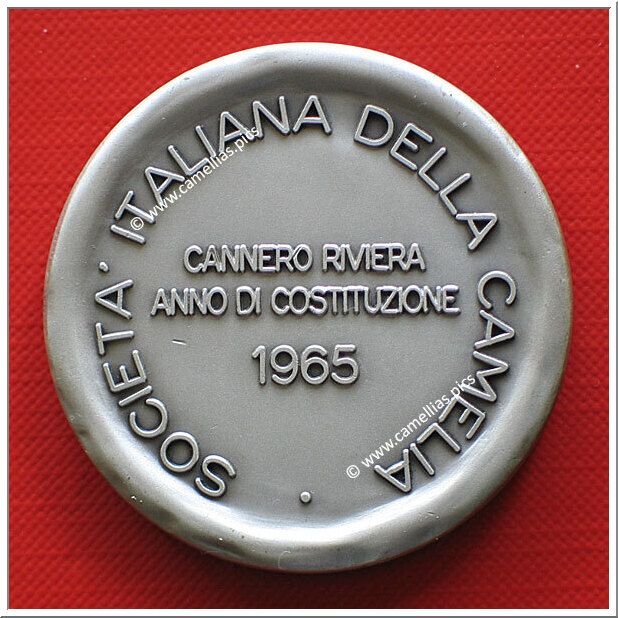 SOCIETA' ITALIANA DELLA CAMELIA
CANNERO RIVIERA
ANNO DI COSTITUZIONE
1965
© www.camellias.pics
© www.camellias.pics